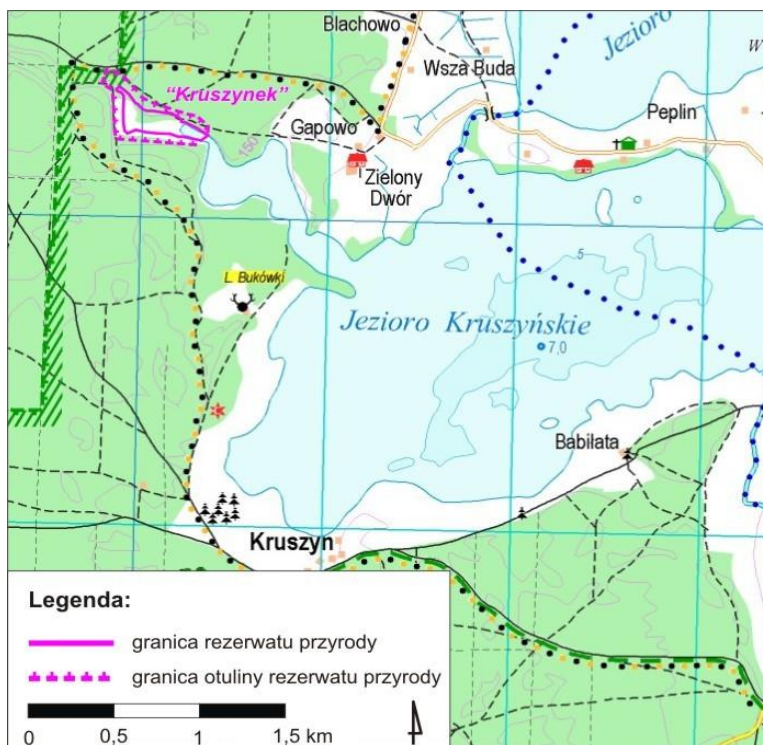 Blachowo
Jezioro
Wsza Buda
W
"Kruszynek"
Gapowo
Peplin
150
Zielony
Dwór
L. Bukówki
5
Jezioro Kruszyńskie
7,0
Babilata
Kruszyn
Legenda:
granica rezerwatu przyrody
granica otuliny rezerwatu przyrody
0 0,5 1 1,5 km